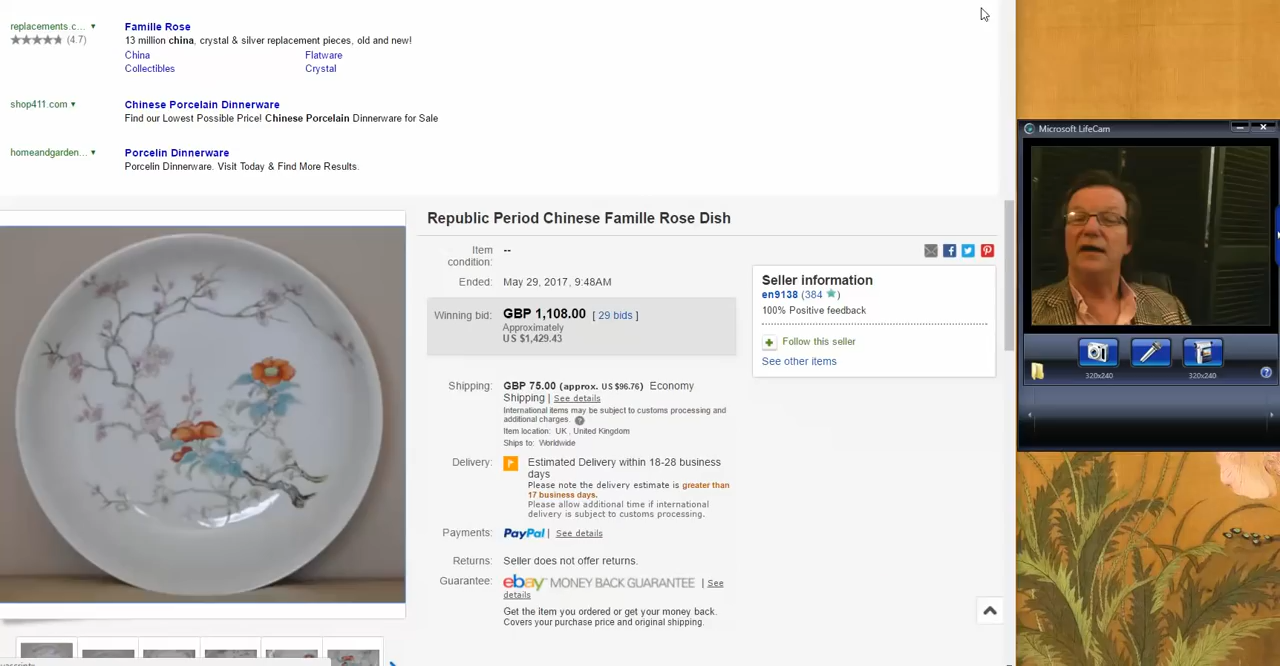 replacements.c... ▾
Famille Rose
★★★★★ (4.7)
13 million china, crystal & silver replacement pieces, old and new!
China
Flatware
Collectibles
Crystal
shop411.com ▾
Chinese Porcelain Dinnerware
Find our Lowest Possible Price! Chinese Porcelain Dinnerware for Sale
homeandgarden... ▾
Porcelin Dinnerware
Porcelin Dinnerware. Visit Today & Find More Results.
Microsoft LifeCam
320x240
320x240
Republic Period Chinese Famille Rose Dish
Item condition:
--
Ended:
May 29, 2017, 9:48AM
Winning bid:
GBP 1,108.00 [ 29 bids ]
Approximately
US $1,429.43
Shipping:
GBP 75.00 (approx. US $96.76) Economy
Shipping | See details
International items may be subject to customs processing and
additional charges.
Item location: UK , United Kingdom
Ships to: Worldwide
Delivery:
Estimated Delivery within 18-28 business
days
Please note the delivery estimate is greater than
17 business days.
Please allow additional time if international
delivery is subject to customs processing.
Payments:
PayPal | See details
Returns:
Seller does not offer returns.
Guarantee:
ebay MONEY BACK GUARANTEE | See
details
Get the item you ordered or get your money back.
Covers your purchase price and original shipping.
Seller information
en9138 (384 ★)
100% Positive feedback
Follow this seller
See other items